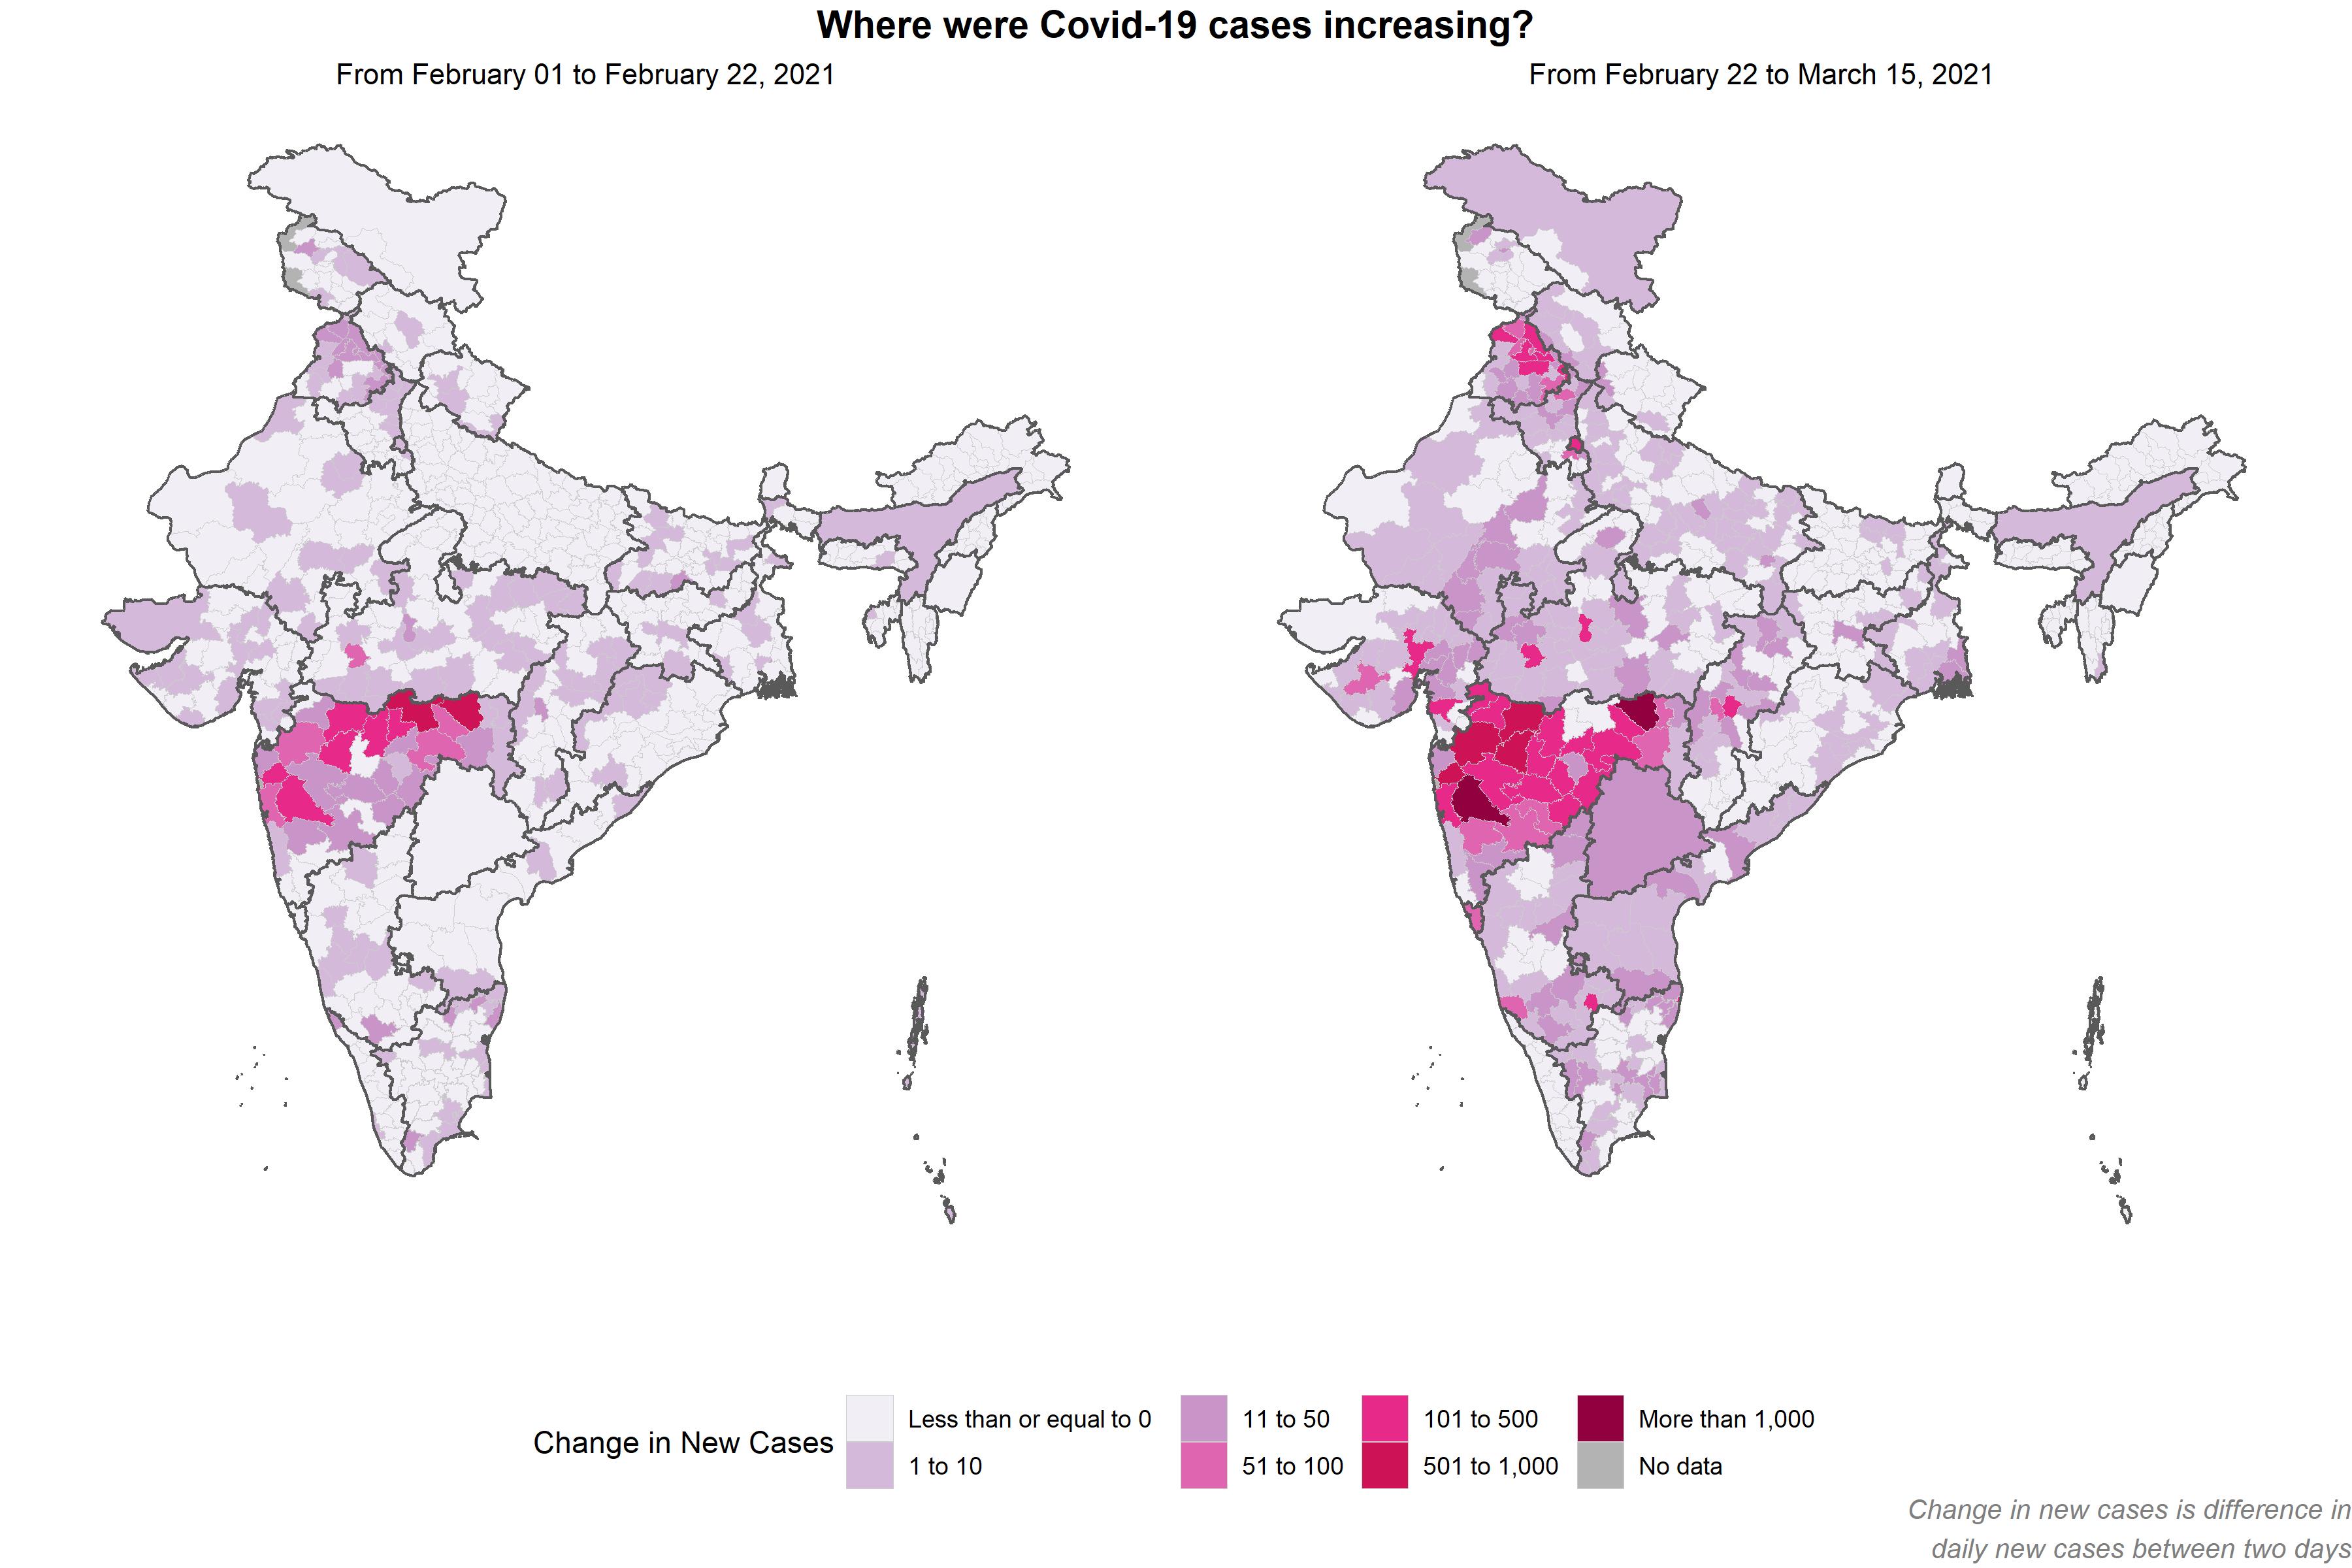 Where were Covid-19 cases increasing?
From February 01 to February 22, 2021
From February 22 to March 15, 2021
Change in New Cases
Less than or equal to 0
1 to 10
11 to 50
51 to 100
101 to 500
501 to 1,000
More than 1,000
No data
Change in new cases is difference in
daily new cases between two days